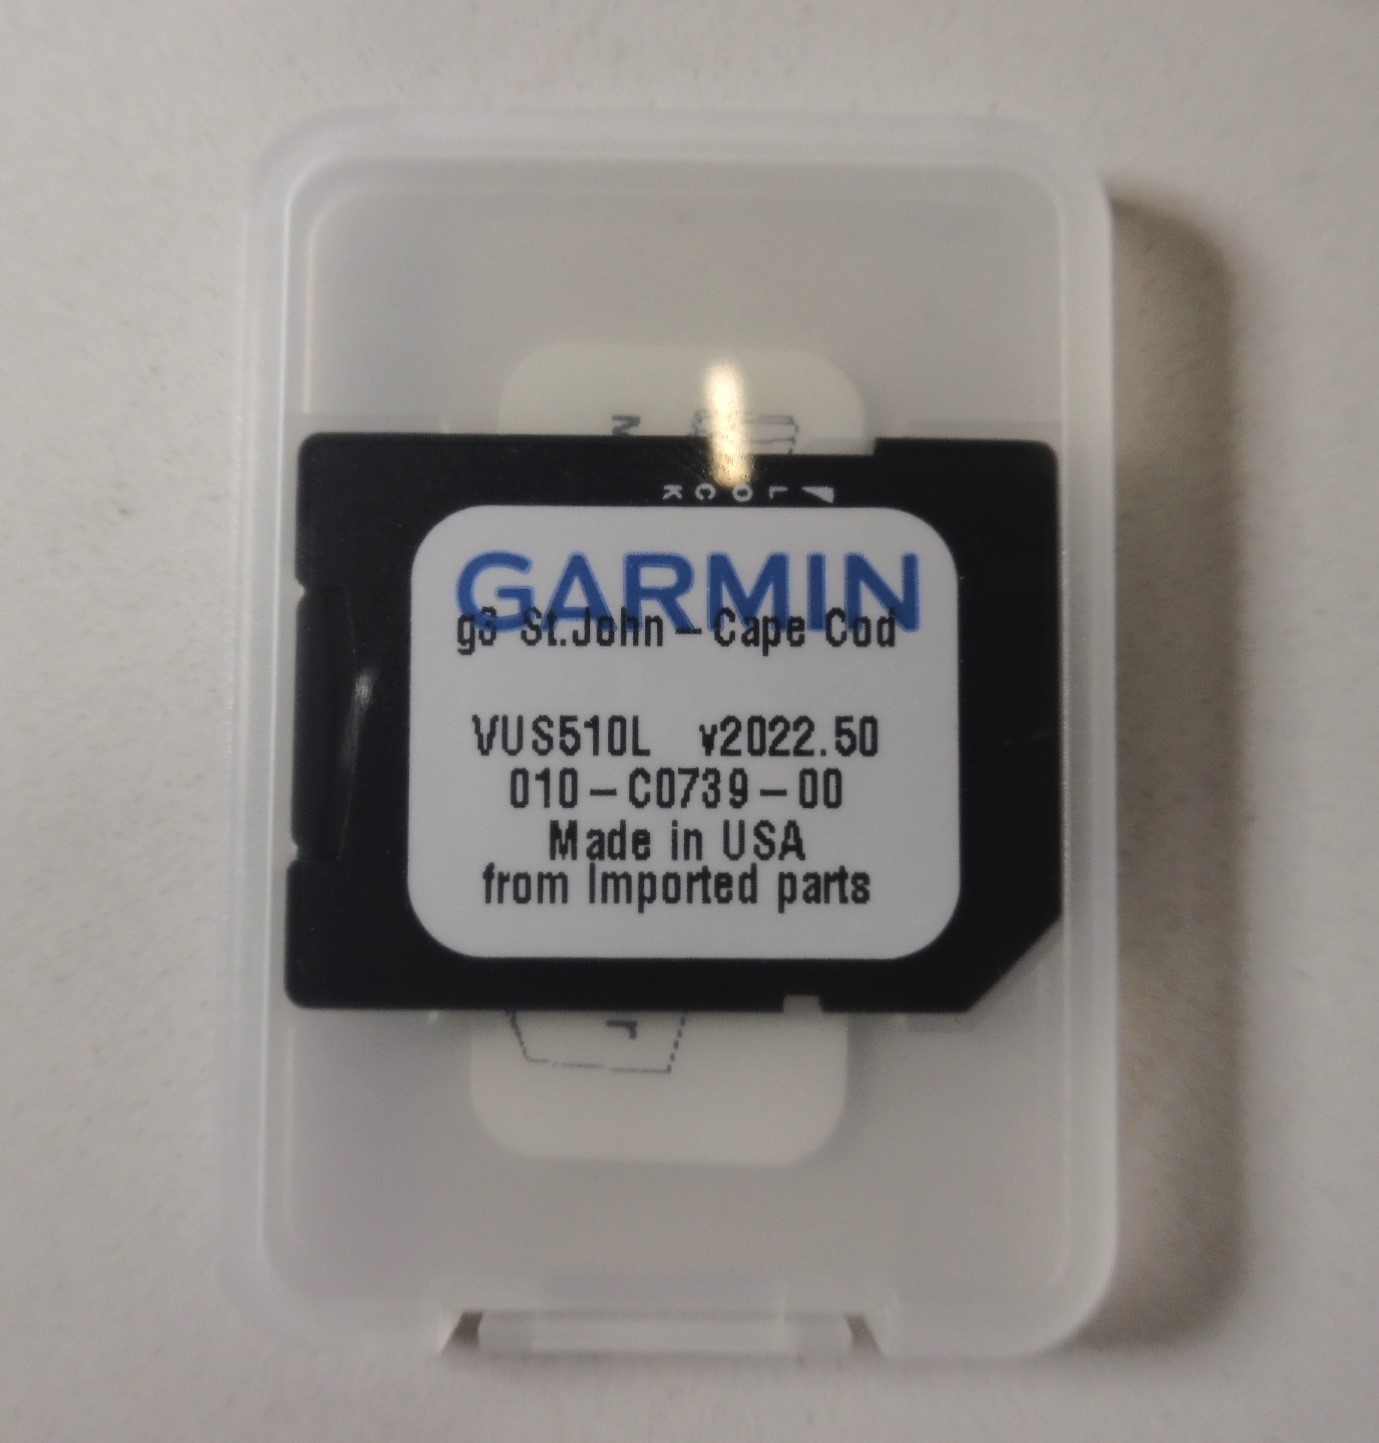 M
LOCK
GARMIN
g3 St.John-Cape Cod
VUS510L v2022.50
010-C0739-00
Made in USA
from Imported parts
r